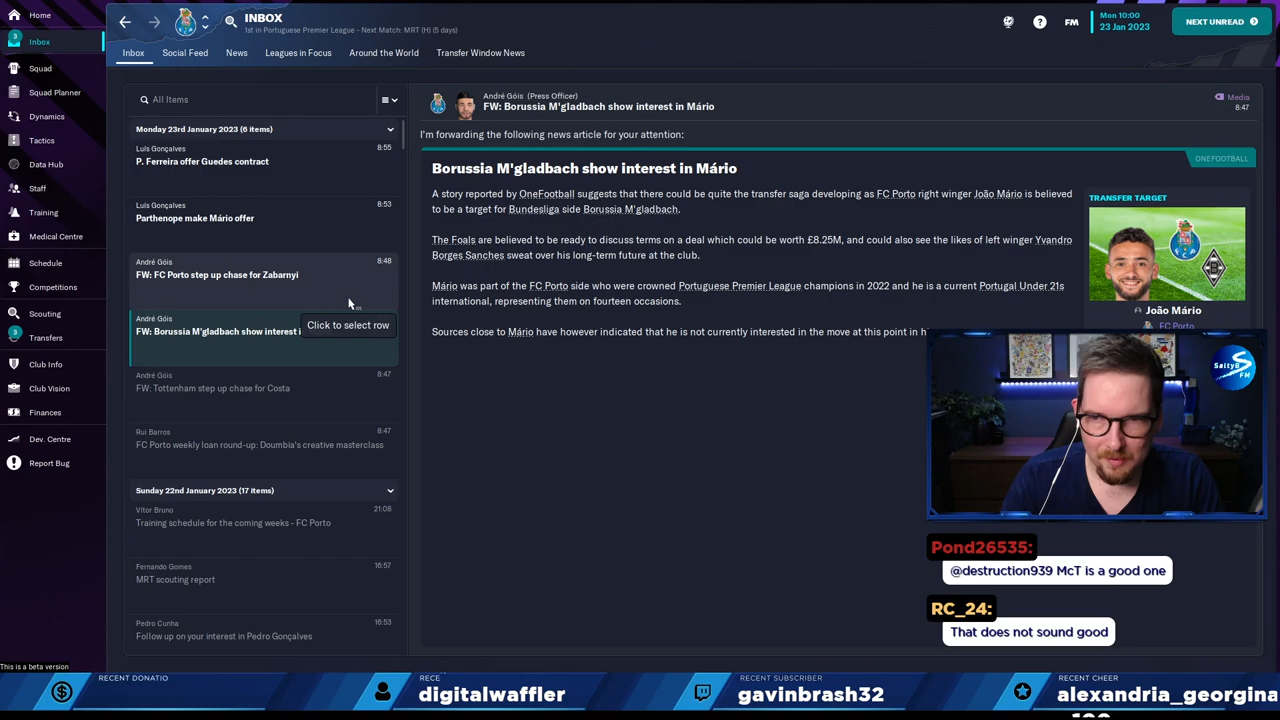 Home
3
Inbox
Squad
Squad Planner
Dynamics
Tactics
Data Hub
Staff
Training
Medical Centre
Schedule
Competitions
Scouting
3
Transfers
Club Info
Club Vision
Finances
Dev. Centre
Report Bug
This is a beta version
INBOX
1st in Portuguese Premier League - Next Match: MRT (H) (5 days)
FM
Mon 10:00
23 Jan 2023
NEXT UNREAD
Inbox
Social Feed
News
Leagues in Focus
Around the World
Transfer Window News
All Items
Monday 23rd January 2023 (6 items)
Luís Gonçalves 8:55
P. Ferreira offer Guedes contract
Luís Gonçalves 8:53
Parthenope make Mário offer
André Góis 8:48
FW: FC Porto step up chase for Zabarnyi
André Góis
FW: Borussia M'gladbach show interest i
Click to select row
André Góis 8:47
FW: Tottenham step up chase for Costa
Rui Barros 8:47
FC Porto weekly loan round-up: Doumbia's creative masterclass
Sunday 22nd January 2023 (17 items)
Vítor Bruno 21:08
Training schedule for the coming weeks - FC Porto
Fernando Gomes 16:57
MRT scouting report
Pedro Cunha 16:53
Follow up on your interest in Pedro Gonçalves
André Góis (Press Officer)
FW: Borussia M'gladbach show interest in Mário
Media
8:47
I'm forwarding the following news article for your attention:
ONEFOOTBALL
Borussia M'gladbach show interest in Mário
A story reported by OneFootball suggests that there could be quite the transfer saga developing as FC Porto right winger João Mário is believed
to be a target for Bundesliga side Borussia M'gladbach.
The Foals are believed to be ready to discuss terms on a deal which could be worth £8.25M, and could also see the likes of left winger Yvandro
Borges Sanches sweat over his long-term future at the club.
Mário was part of the FC Porto side who were crowned Portuguese Premier League champions in 2022 and he is a current Portugal Under 21s
international, representing them on fourteen occasions.
Sources close to Mário have however indicated that he is not currently interested in the move at this point in h
TRANSFER TARGET
João Mário
FC Porto
SaltyB
FM
Pond26535:
@destruction939 McT is a good one
RC_24:
That does not sound good
RECENT DONATIO
RECE
digitalwaffler
RECENT SUBSCRIBER
gavinbrash32
RECENT CHEER
alexandria_georgina